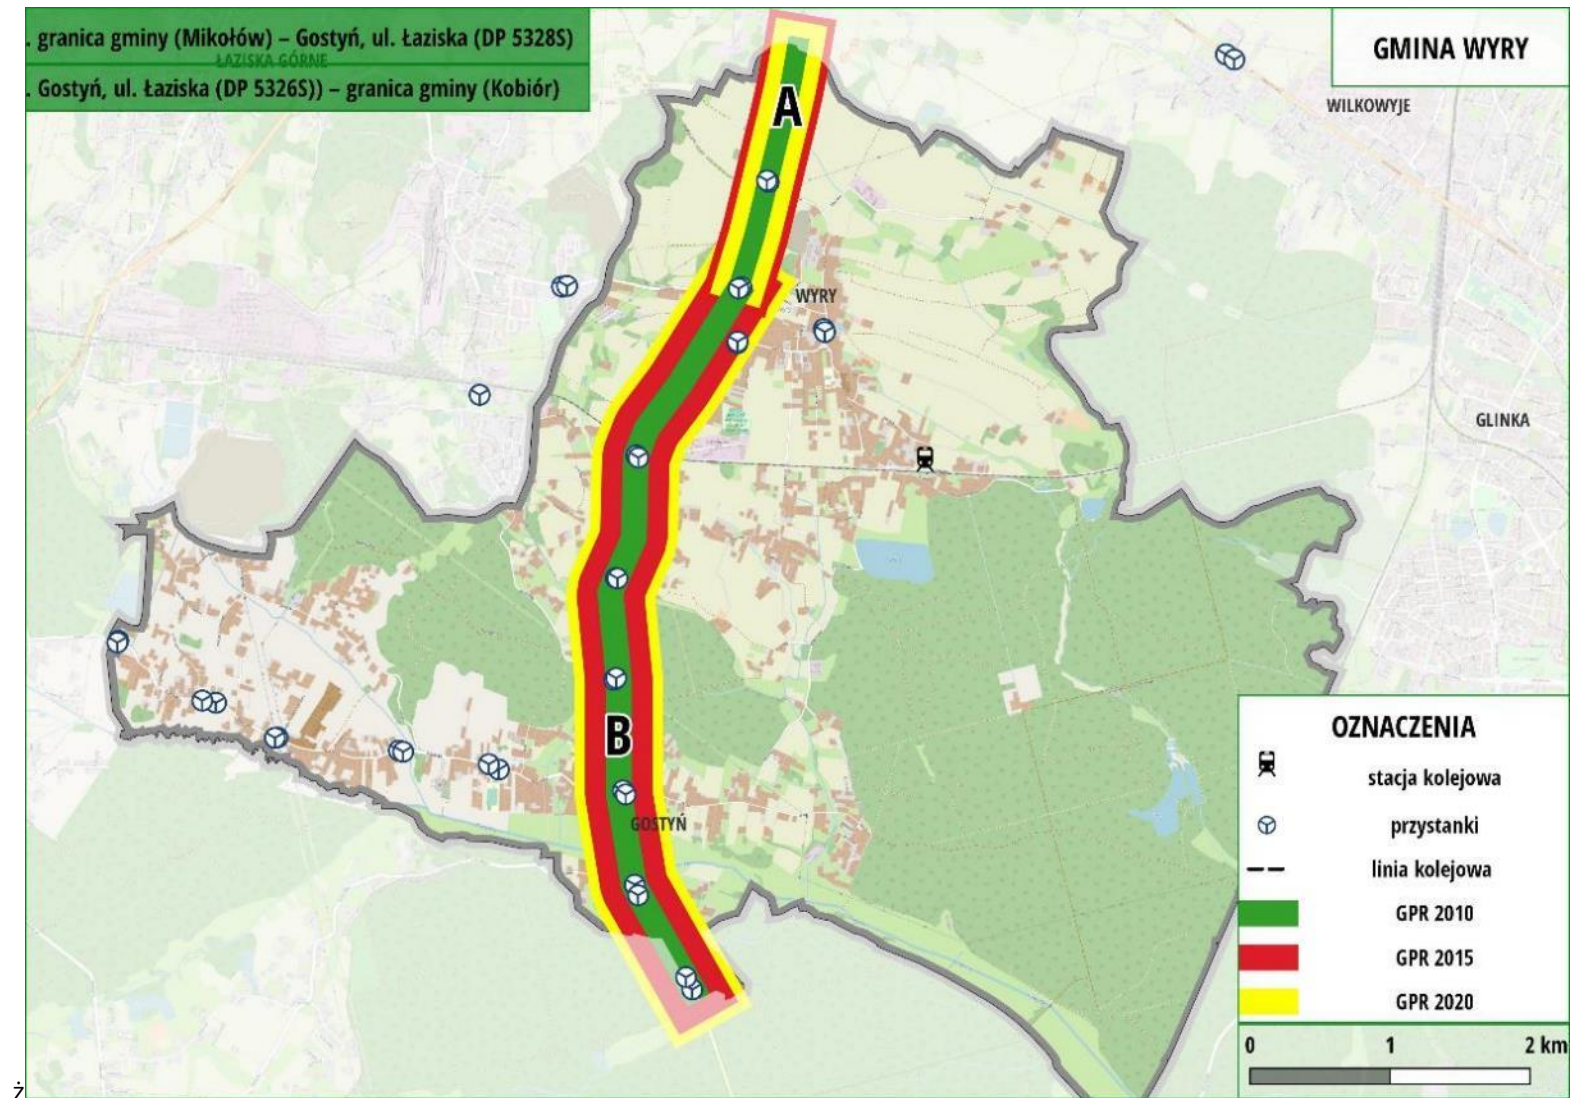 . granica gminy (Mikołów) – Gostyń, ul. Łaziska (DP 5328S)
ŁAZISKA GÓRNE
. Gostyń, ul. Łaziska (DP 5326S)) – granica gminy (Kobiór)
GMINA WYRY
WILKOWYJE
A
WYRY
GLINKA
B
GOSTYŃ
OZNACZENIA
stacja kolejowa
przystanki
linia kolejowa
GPR 2010
GPR 2015
GPR 2020
0 1 2 km
ż